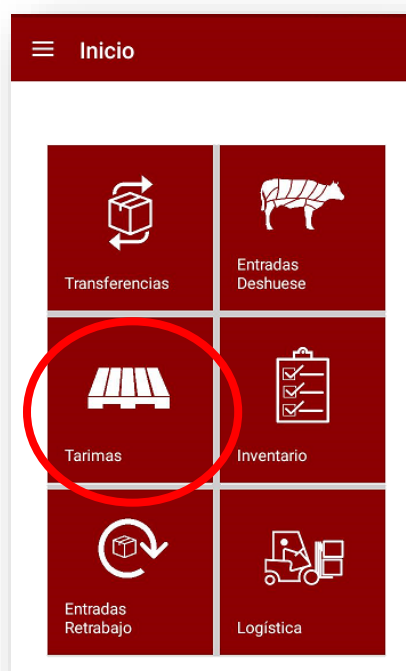 Inicio
Transferencias
Entradas
Deshuese
Tarimas
Inventario
Entradas
Retrabajo
Logística